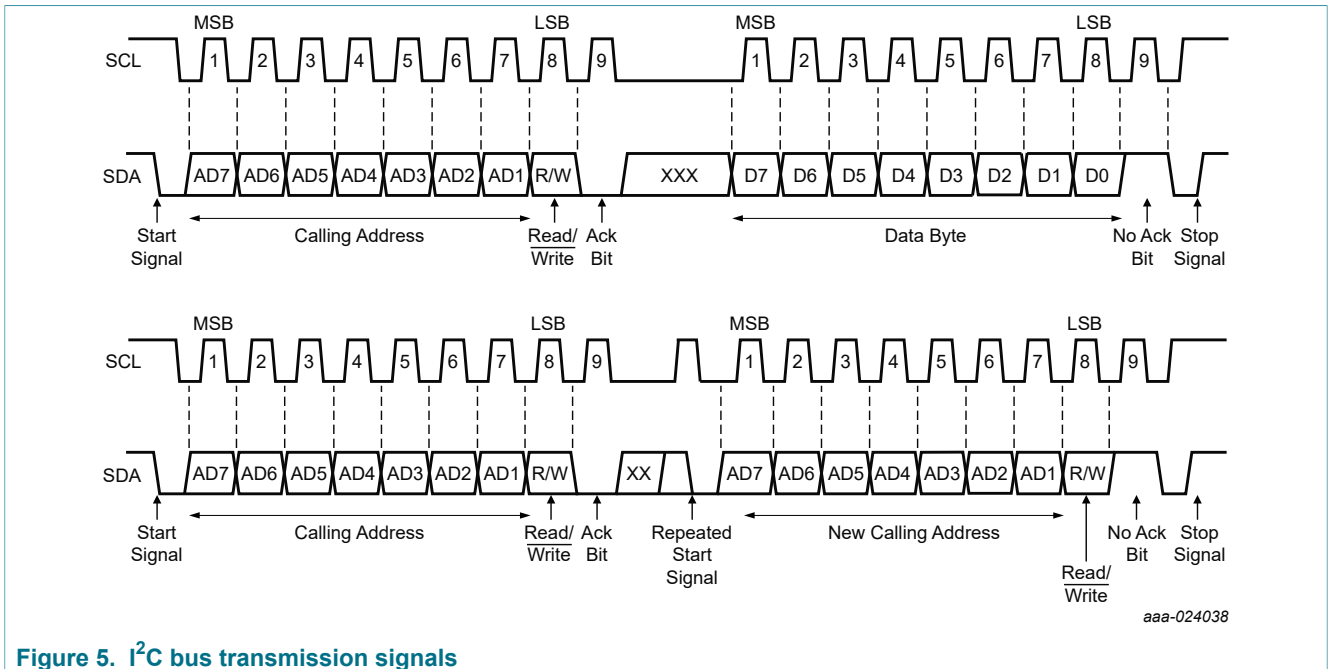 MSB LSB MSB LSB
SCL 1 2 3 4 5 6 7 8 9 1 2 3 4 5 6 7 8 9
SDA AD7 AD6 AD5 AD4 AD3 AD2 AD1 R/W XXX D7 D6 D5 D4 D3 D2 D1 D0
Start Signal
Calling Address
Read/Write
Ack Bit
Data Byte
No Ack Bit
Stop Signal
MSB LSB MSB LSB
SCL 1 2 3 4 5 6 7 8 9 1 2 3 4 5 6 7 8 9
SDA AD7 AD6 AD5 AD4 AD3 AD2 AD1 R/W XX AD7 AD6 AD5 AD4 AD3 AD2 AD1 R/W
Start Signal
Calling Address
Read/Write
Ack Bit
Repeated Start Signal
New Calling Address
Read/Write
No Ack Bit
Stop Signal
aaa-024038
Figure 5. I²C bus transmission signals